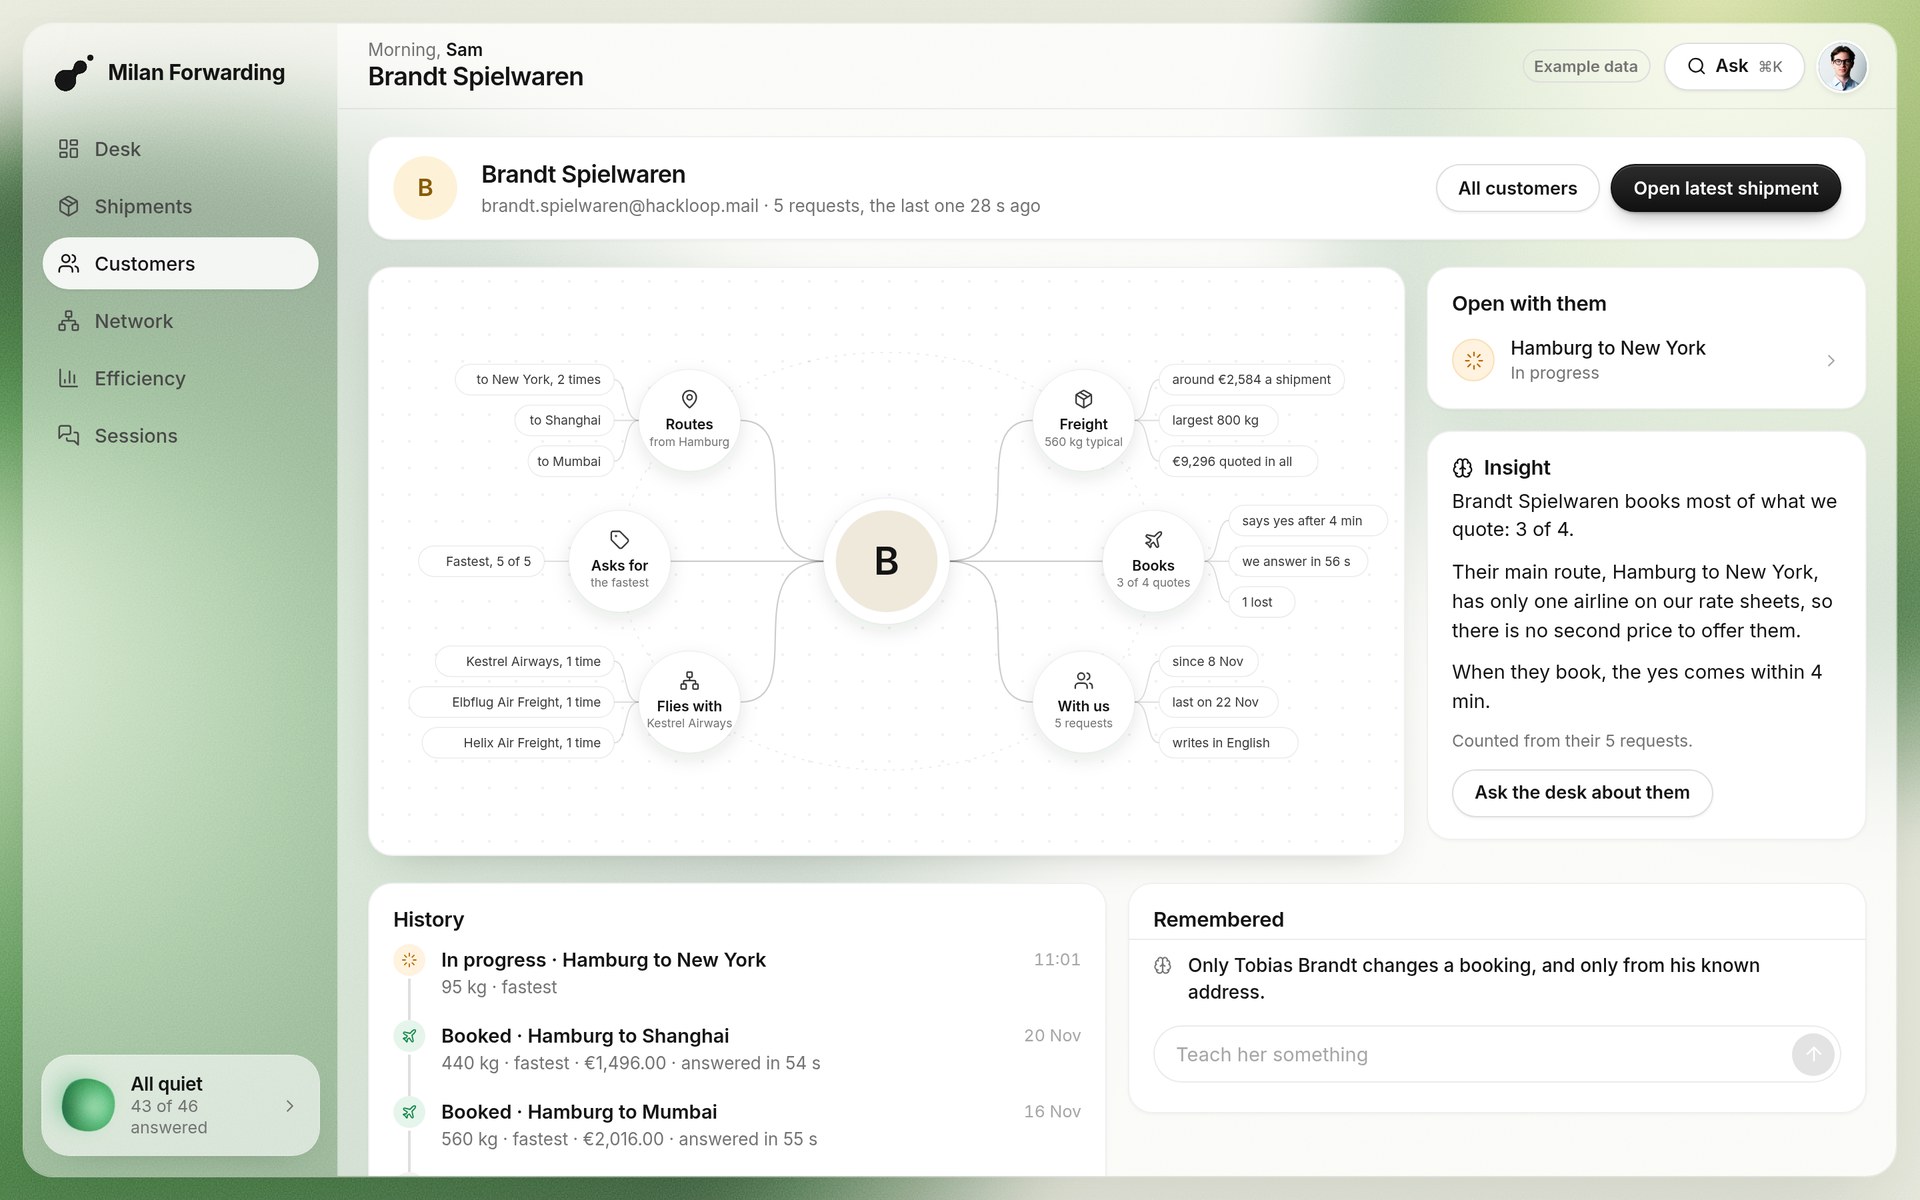 Milan Forwarding
Desk
Shipments
Customers
Network
Efficiency
Sessions
All quiet
43 of 46
answered
Morning, Sam
Brandt Spielwaren
Example data
Ask ⌘K
B
Brandt Spielwaren
brandt.spielwaren@hackloop.mail · 5 requests, the last one 28 s ago
All customers
Open latest shipment
to New York, 2 times
to Shanghai
to Mumbai
Routes
from Hamburg
Fastest, 5 of 5
Asks for
the fastest
Kestrel Airways, 1 time
Elbflug Air Freight, 1 time
Helix Air Freight, 1 time
Flies with
Kestrel Airways
B
Freight
560 kg typical
around €2,584 a shipment
largest 800 kg
€9,296 quoted in all
Books
3 of 4 quotes
says yes after 4 min
we answer in 56 s
1 lost
With us
5 requests
since 8 Nov
last on 22 Nov
writes in English
Open with them
Hamburg to New York
In progress
Insight
Brandt Spielwaren books most of what we
quote: 3 of 4.
Their main route, Hamburg to New York,
has only one airline on our rate sheets, so
there is no second price to offer them.
When they book, the yes comes within 4
min.
Counted from their 5 requests.
Ask the desk about them
History
In progress · Hamburg to New York 11:01
95 kg · fastest
Booked · Hamburg to Shanghai 20 Nov
440 kg · fastest · €1,496.00 · answered in 54 s
Booked · Hamburg to Mumbai 16 Nov
560 kg · fastest · €2,016.00 · answered in 55 s
Remembered
Only Tobias Brandt changes a booking, and only from his known
address.
Teach her something